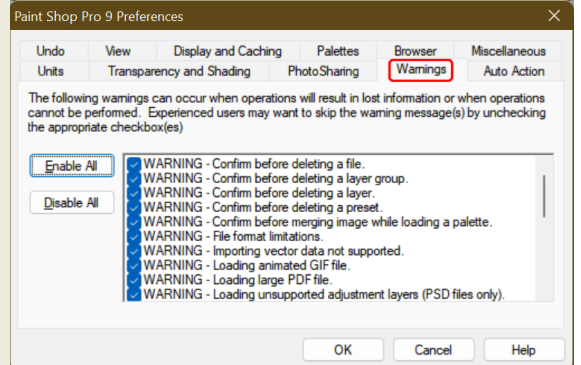 Paint Shop Pro 9 Preferences
Undo View Display and Caching Palettes Browser Miscellaneous
Units Transparency and Shading PhotoSharing Warnings Auto Action
The following warnings can occur when operations will result in lost information or when operations
cannot be performed. Experienced users may want to skip the warning message(s) by unchecking
the appropriate checkbox(es)
Enable All
Disable All
WARNING - Confirm before deleting a file.
WARNING - Confirm before deleting a layer group.
WARNING - Confirm before deleting a layer.
WARNING - Confirm before deleting a preset.
WARNING - Confirm before merging image while loading a palette.
WARNING - File format limitations.
WARNING - Importing vector data not supported.
WARNING - Loading animated GIF file.
WARNING - Loading large PDF file.
WARNING - Loading unsupported adjustment layers (PSD files only).
OK Cancel Help